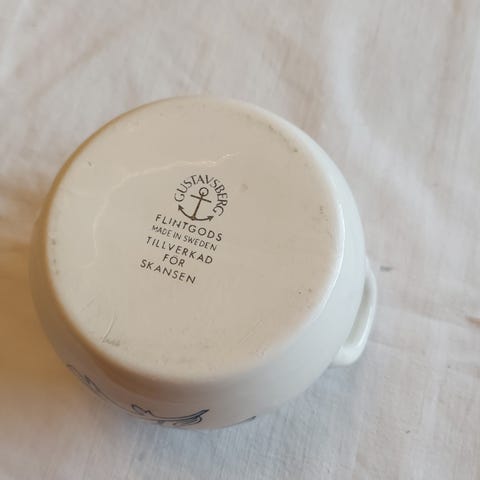 GUSTAVSBERG
FLINTGODS
MADE IN SWEDEN
TILLVERKAD
FÖR
SKANSEN